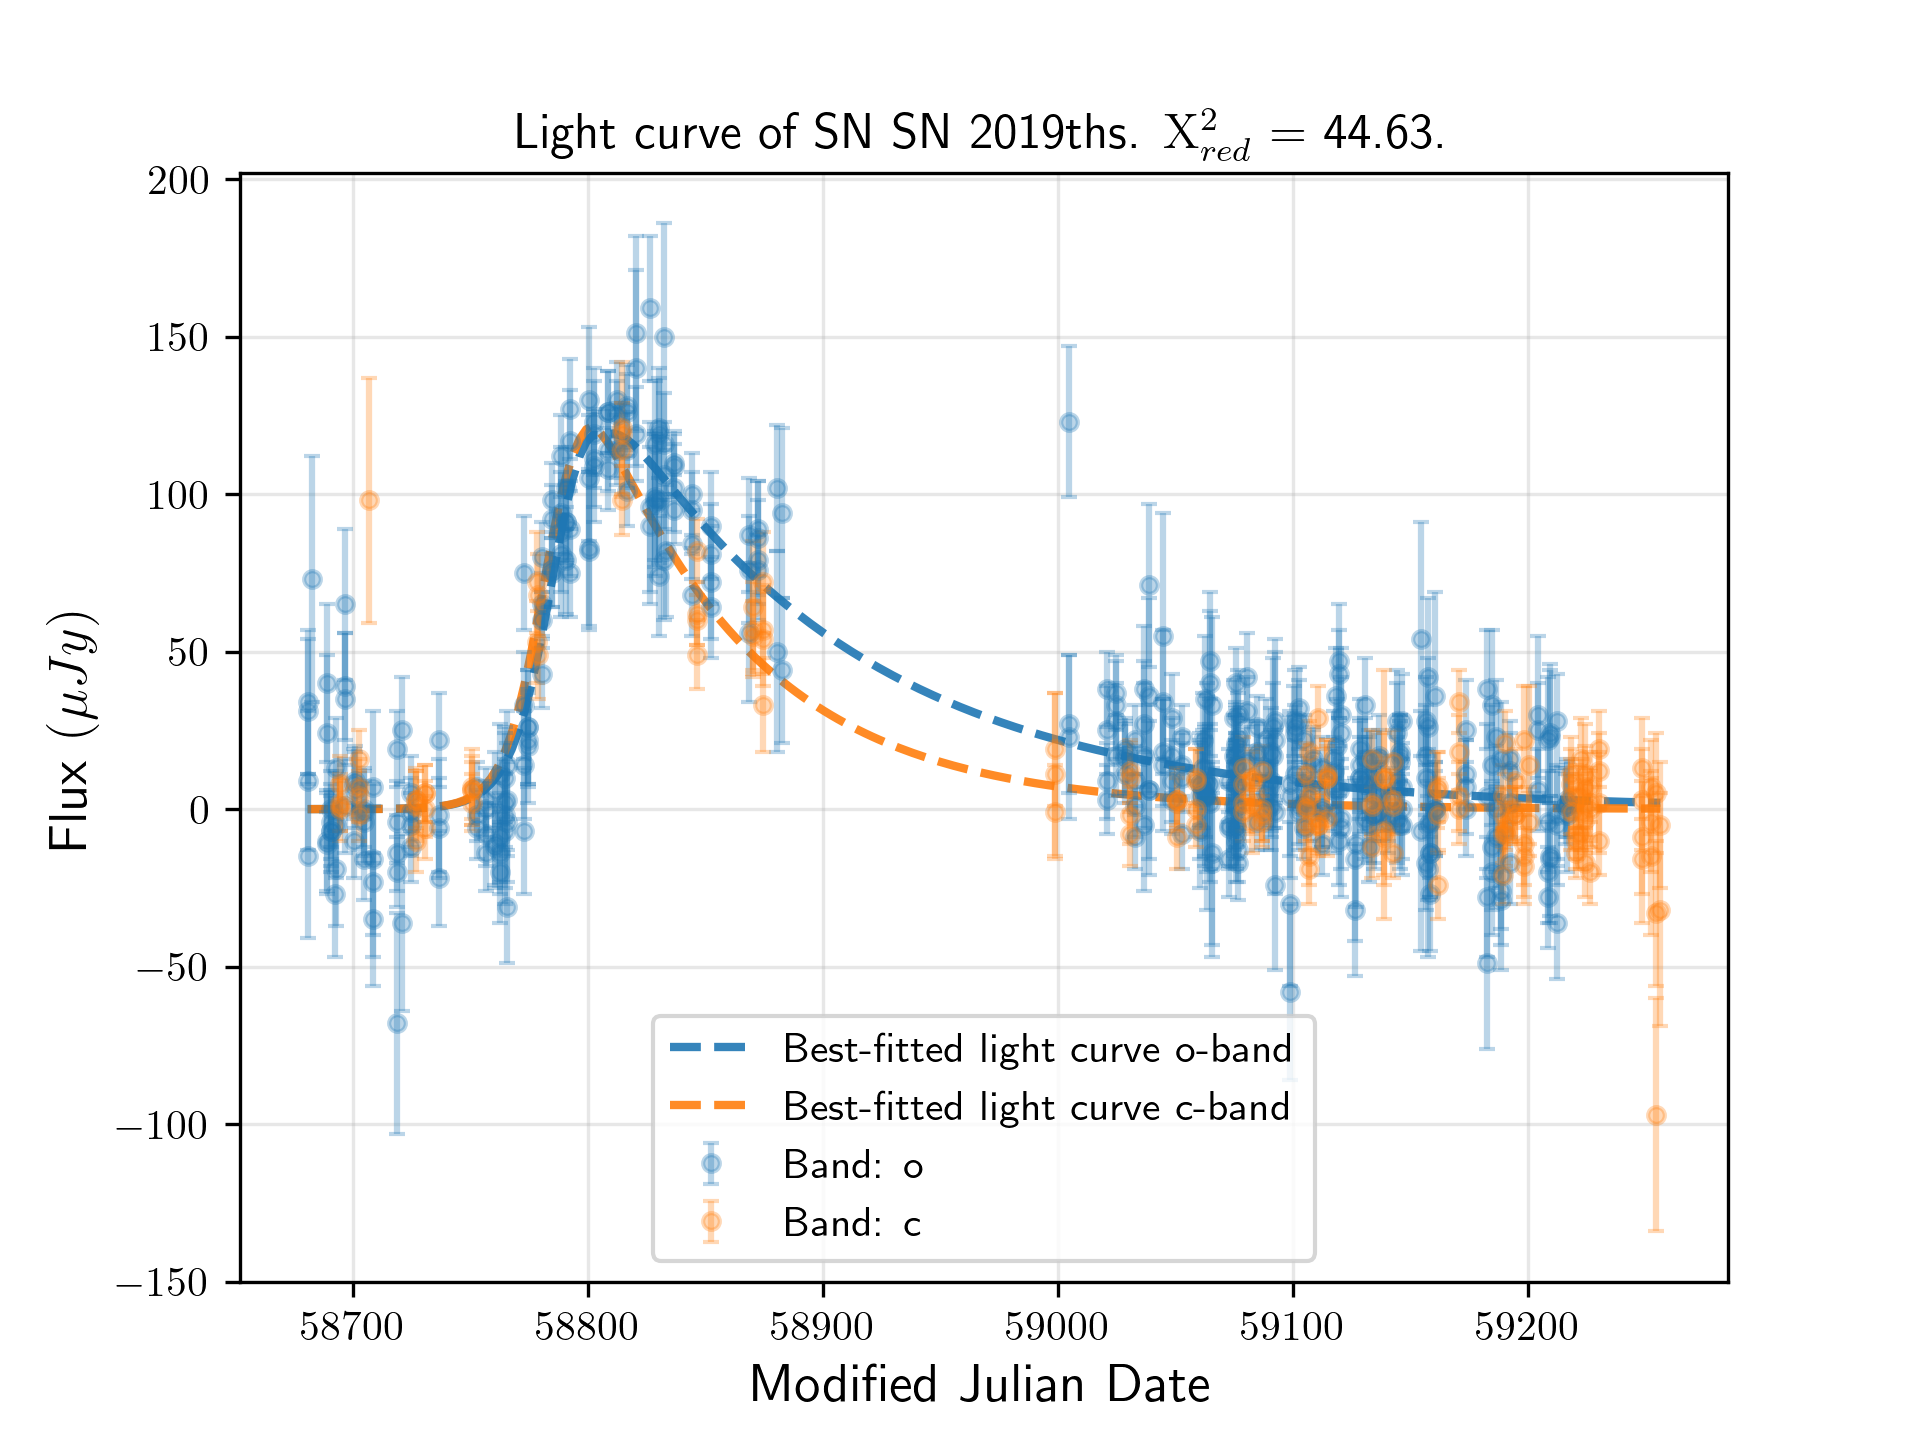 Light curve of SN SN 2019ths. X²_red = 44.63.
200
150
100
50
0
−50
−100
−150
Flux (μJy)
Best-fitted light curve o-band
Best-fitted light curve c-band
Band: o
Band: c
58700 58800 58900 59000 59100 59200
Modified Julian Date